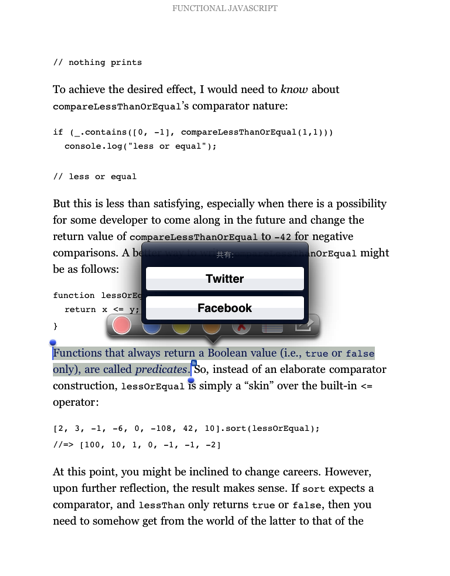 FUNCTIONAL JAVASCRIPT
// nothing prints
To achieve the desired effect, I would need to know about
compareLessThanOrEqual's comparator nature:
if (_.contains([0, -1], compareLessThanOrEqual(1,1)))
console.log("less or equal");
// less or equal
But this is less than satisfying, especially when there is a possibility
for some developer to come along in the future and change the
return value of compareLessThanOrEqual to -42 for negative
comparisons. A be
OrEqual might
be as follows:
共有:
Twitter
Facebook
function lessOrEq
return x <= y;
}
Functions that always return a Boolean value (i.e., true or false
only), are called predicates. So, instead of an elaborate comparator
construction, lessOrEqual is simply a “skin” over the built-in <=
operator:
[2, 3, -1, -6, 0, -108, 42, 10].sort(lessOrEqual);
//=> [100, 10, 1, 0, -1, -1, -2]
At this point, you might be inclined to change careers. However,
upon further reflection, the result makes sense. If sort expects a
comparator, and lessThan only returns true or false, then you
need to somehow get from the world of the latter to that of the